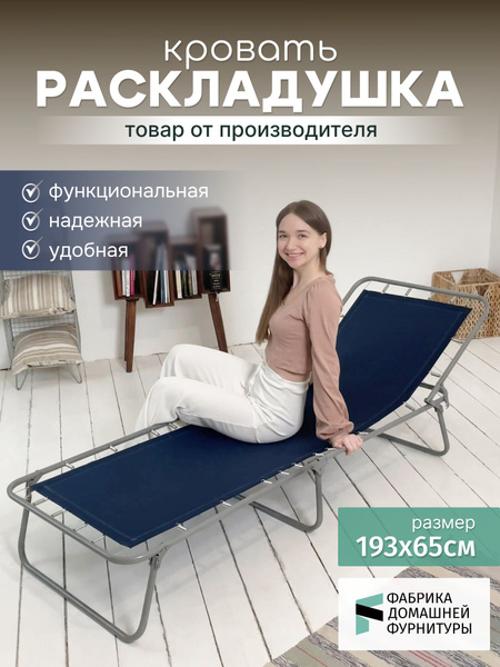 кровать
РАСКЛАДУШКА
товар от производителя
функциональная
надежная
удобная
размер
193х65см
ФАБРИКА
ДОМАШНЕЙ
ФУРНИТУРЫ